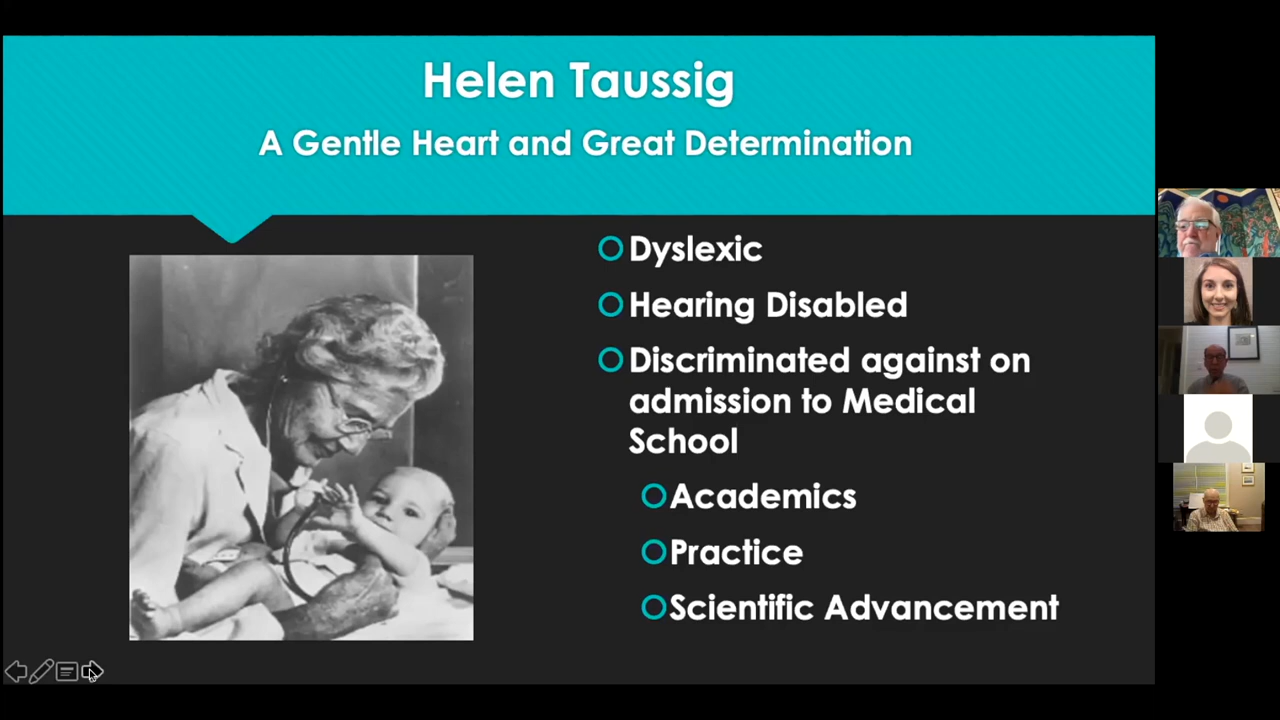 Helen Taussig
A Gentle Heart and Great Determination
Dyslexic
Hearing Disabled
Discriminated against on
admission to Medical
School
Academics
Practice
Scientific Advancement